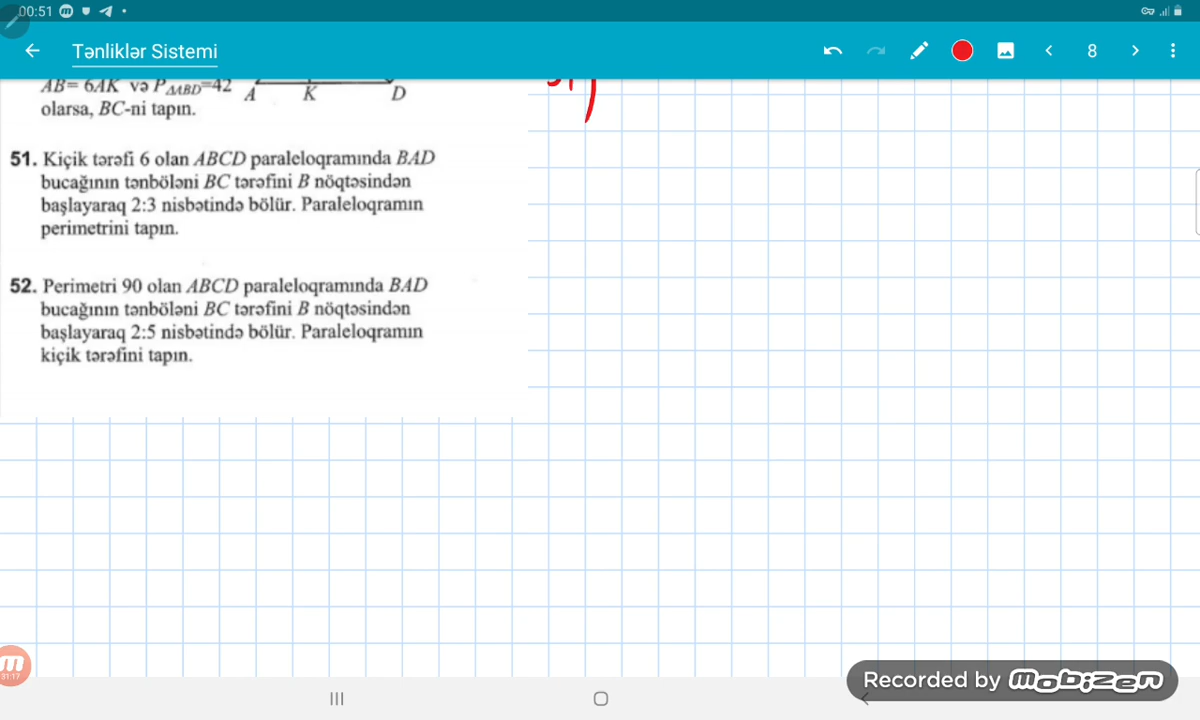 00:51
Tənliklər Sistemi
8
AB= 6AK və P△ABD=42
A K D
olarsa, BC-ni tapın.
51. Kiçik tərəfi 6 olan ABCD paraleloqramında BAD
bucağının tənböləni BC tərəfini B nöqtəsindən
başlayaraq 2:3 nisbətində bölür. Paraleloqramın
perimetrini tapın.
52. Perimetri 90 olan ABCD paraleloqramında BAD
bucağının tənböləni BC tərəfini B nöqtəsindən
başlayaraq 2:5 nisbətində bölür. Paraleloqramın
kiçik tərəfini tapın.
31:17
Recorded by mobizen